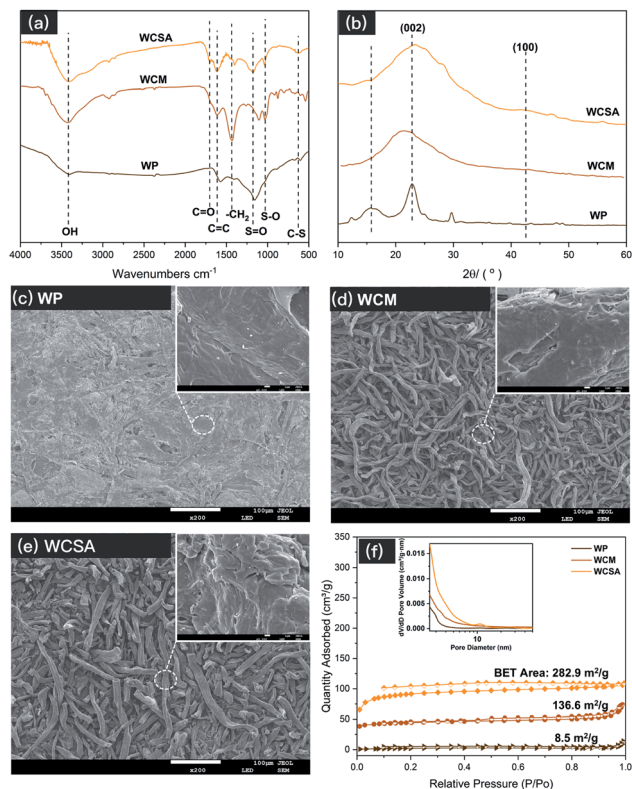 (a)
WCSA
WCM
WP
OH
C=O
C=C
-CH2
S=O
S-O
C-S
4000 3500 3000 2500 2000 1500 1000 500
Wavenumbers cm-1
(b)
(002)
(100)
WCSA
WCM
WP
10 20 30 40 50 60
2θ/ ( ° )
(c) WP
100μm JEOL
x200 LED SEM
(d) WCM
100μm JEOL
x200 LED SEM
(e) WCSA
100μm JEOL
x200 LED SEM
(f)
WP
WCM
WCSA
dV/dD Pore Volume (cm³/g·nm)
0.015
0.010
0.005
0.000
10
Pore Diameter (nm)
Quantity Adsorbed (cm³/g)
350
300
250
200
150
100
50
0
BET Area: 282.9 m²/g
136.6 m²/g
8.5 m²/g
0.0 0.2 0.4 0.6 0.8 1.0
Relative Pressure (P/Po)